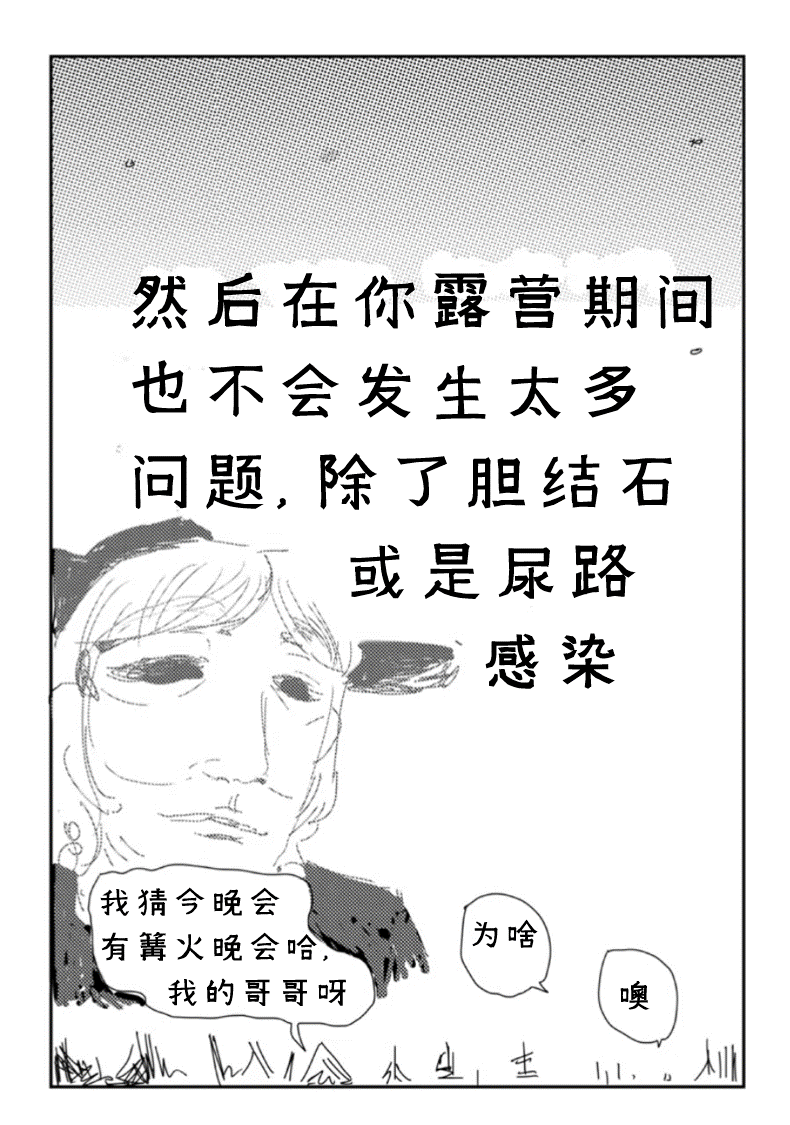 然后在你露营期间
也不会发生太多
问题,除了胆结石
或是尿路
感染
我猜今晚会
有篝火晚会哈,
我的哥哥呀
为啥
噢